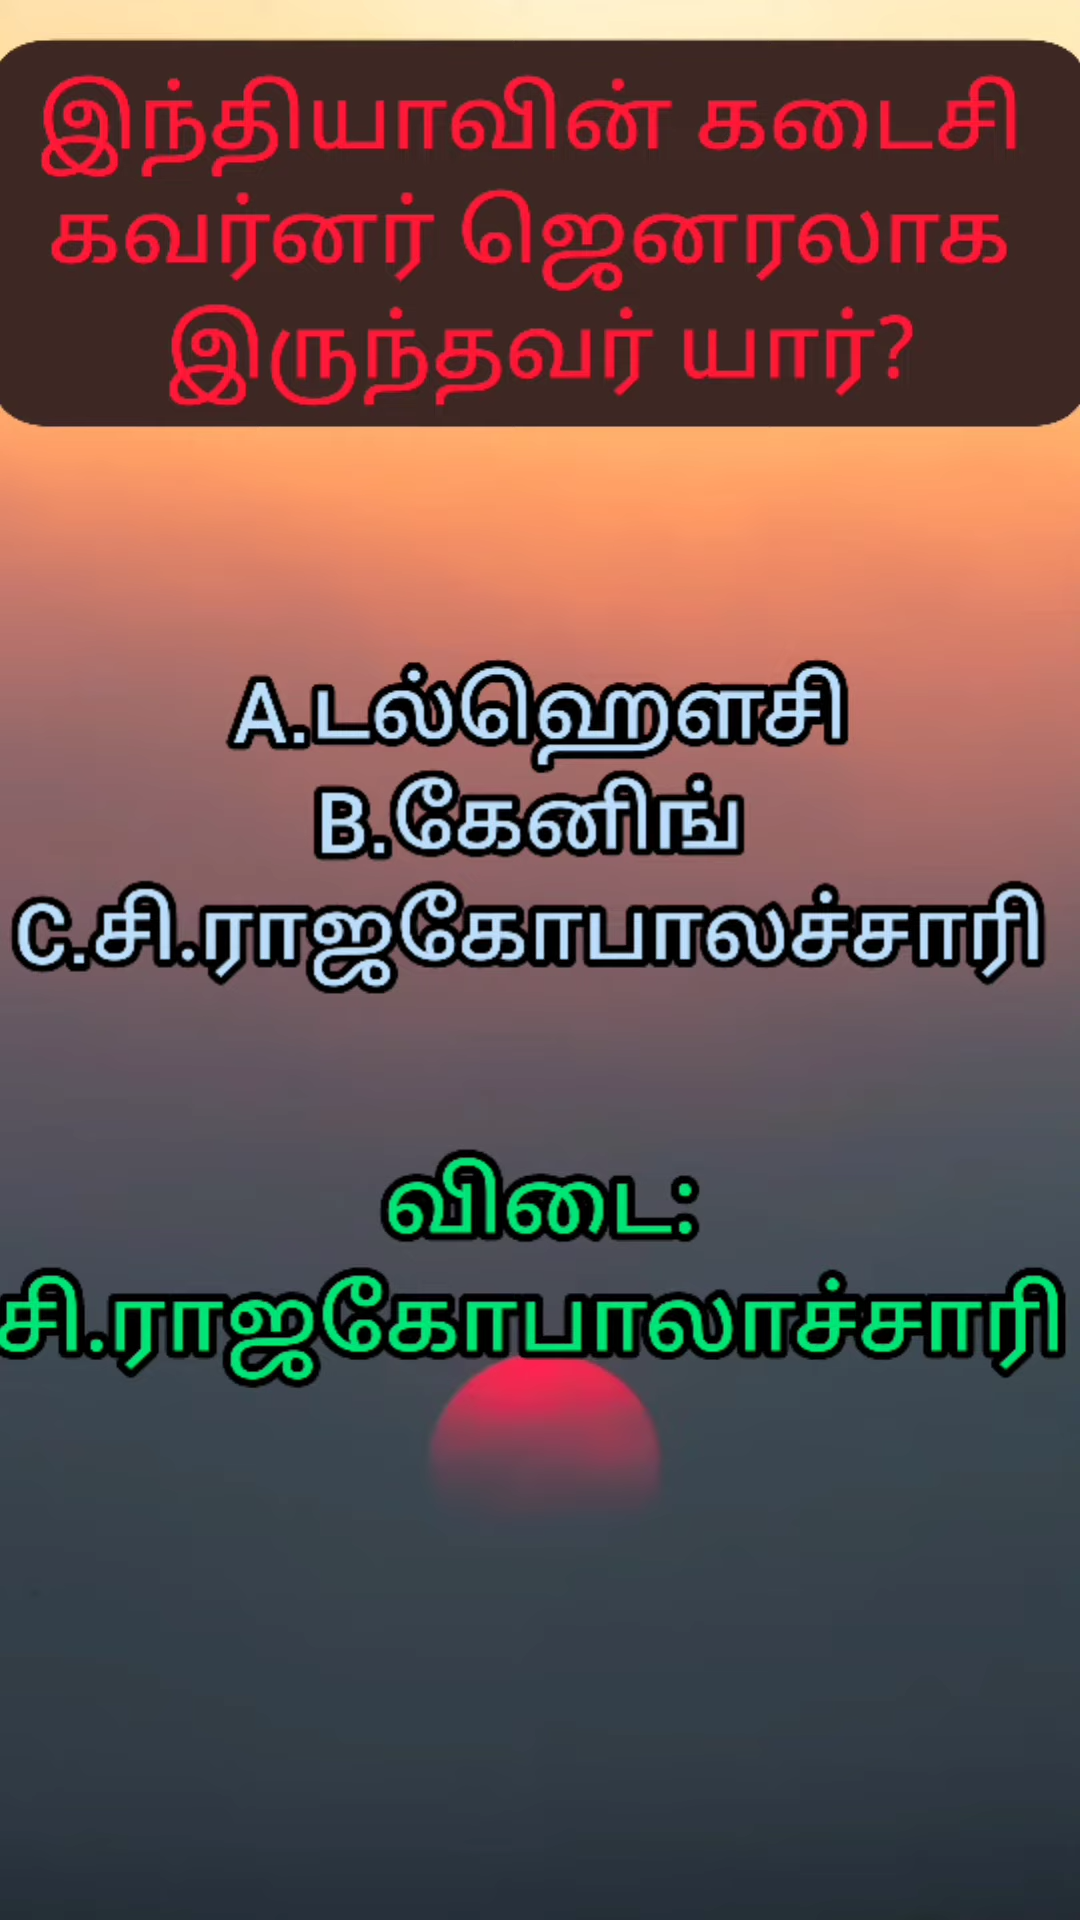 இந்தியாவின் கடைசி
கவர்னர் ஜெனரலாக
இருந்தவர் யார்?
A.டல்ஹௌசி
B.கேனிங்
C.சி.ராஜகோபாலச்சாரி
விடை:
சி.ராஜகோபாலாச்சாரி